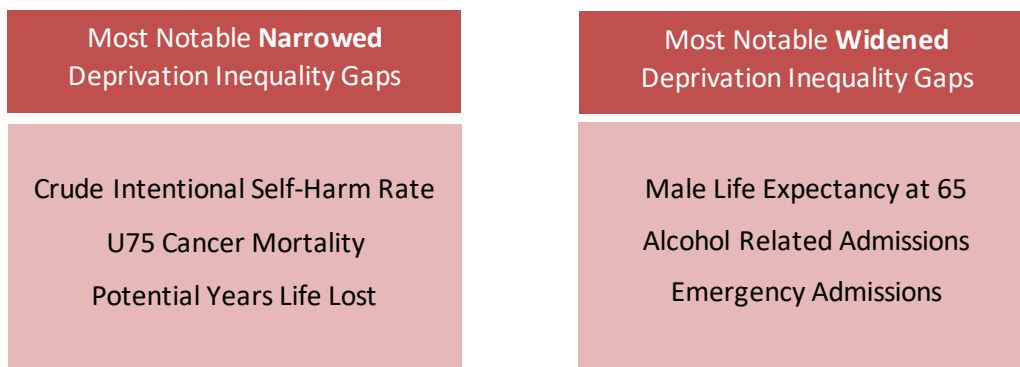 Most Notable Narrowed
Deprivation Inequality Gaps
Crude Intentional Self-Harm Rate
U75 Cancer Mortality
Potential Years Life Lost
Most Notable Widened
Deprivation Inequality Gaps
Male Life Expectancy at 65
Alcohol Related Admissions
Emergency Admissions